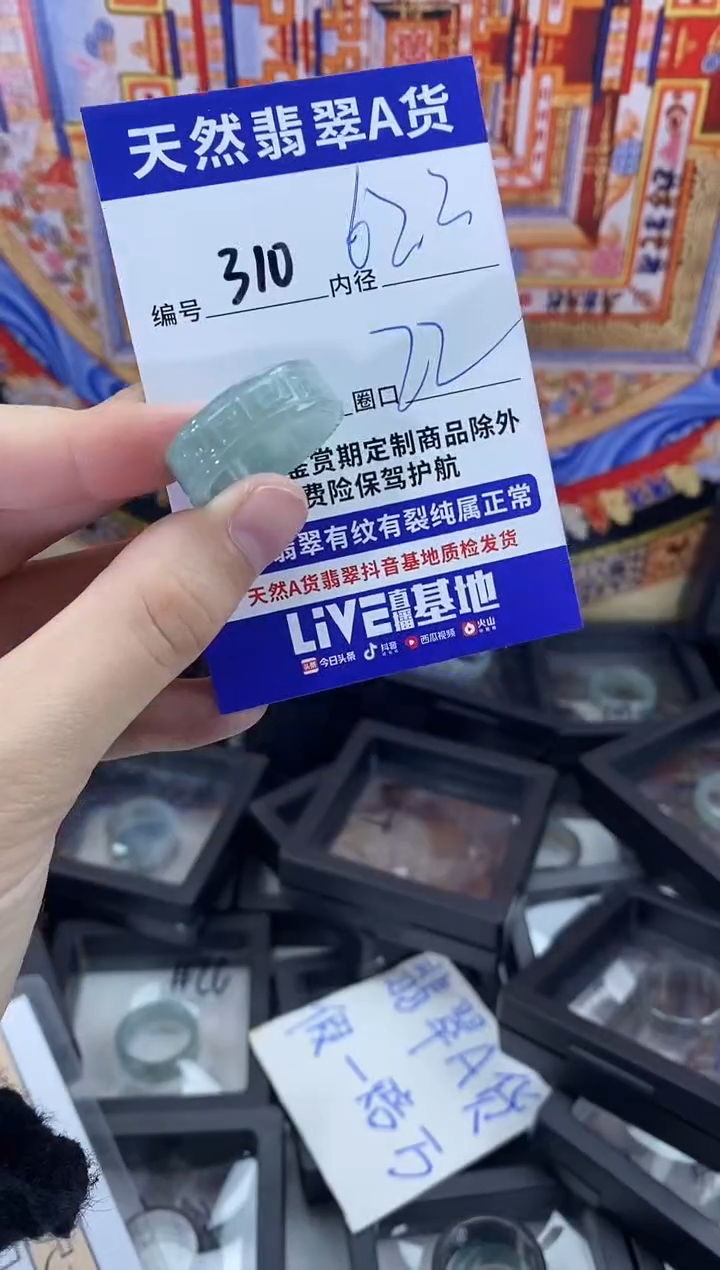 天然翡翠A货
编号 310 内径 62.2
圈口 22
鉴赏期定制商品除外
费险保驾护航
翡翠有纹有裂纯属正常
天然A货翡翠抖音基地质检发货
LiVE直播基地
头条 今日头条 抖音 西瓜视频 火山
翡翠A货
假一赔万